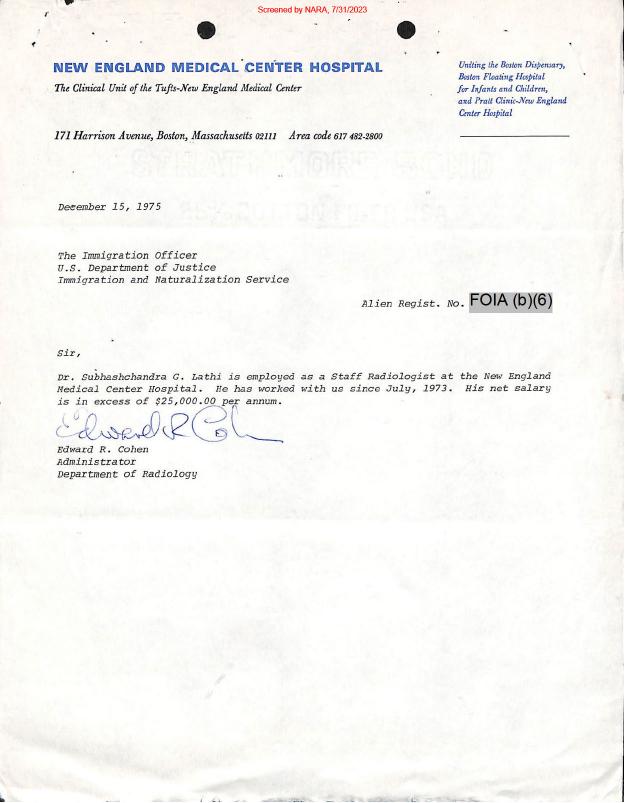 Screened by NARA, 7/31/2023
NEW ENGLAND MEDICAL CENTER HOSPITAL
The Clinical Unit of the Tufts-New England Medical Center
171 Harrison Avenue, Boston, Massachusetts 02111 Area code 617 482-2800
Uniting the Boston Dispensary,
Boston Floating Hospital
for Infants and Children,
and Pratt Clinic-New England
Center Hospital
December 15, 1975
The Immigration Officer
U.S. Department of Justice
Immigration and Naturalization Service
Alien Regist. No. FOIA (b)(6)
Sir,
Dr. Subhashchandra G. Lathi is employed as a Staff Radiologist at the New England
Medical Center Hospital. He has worked with us since July, 1973. His net salary
is in excess of $25,000.00 per annum.
Edward R Cohen
Edward R. Cohen
Administrator
Department of Radiology